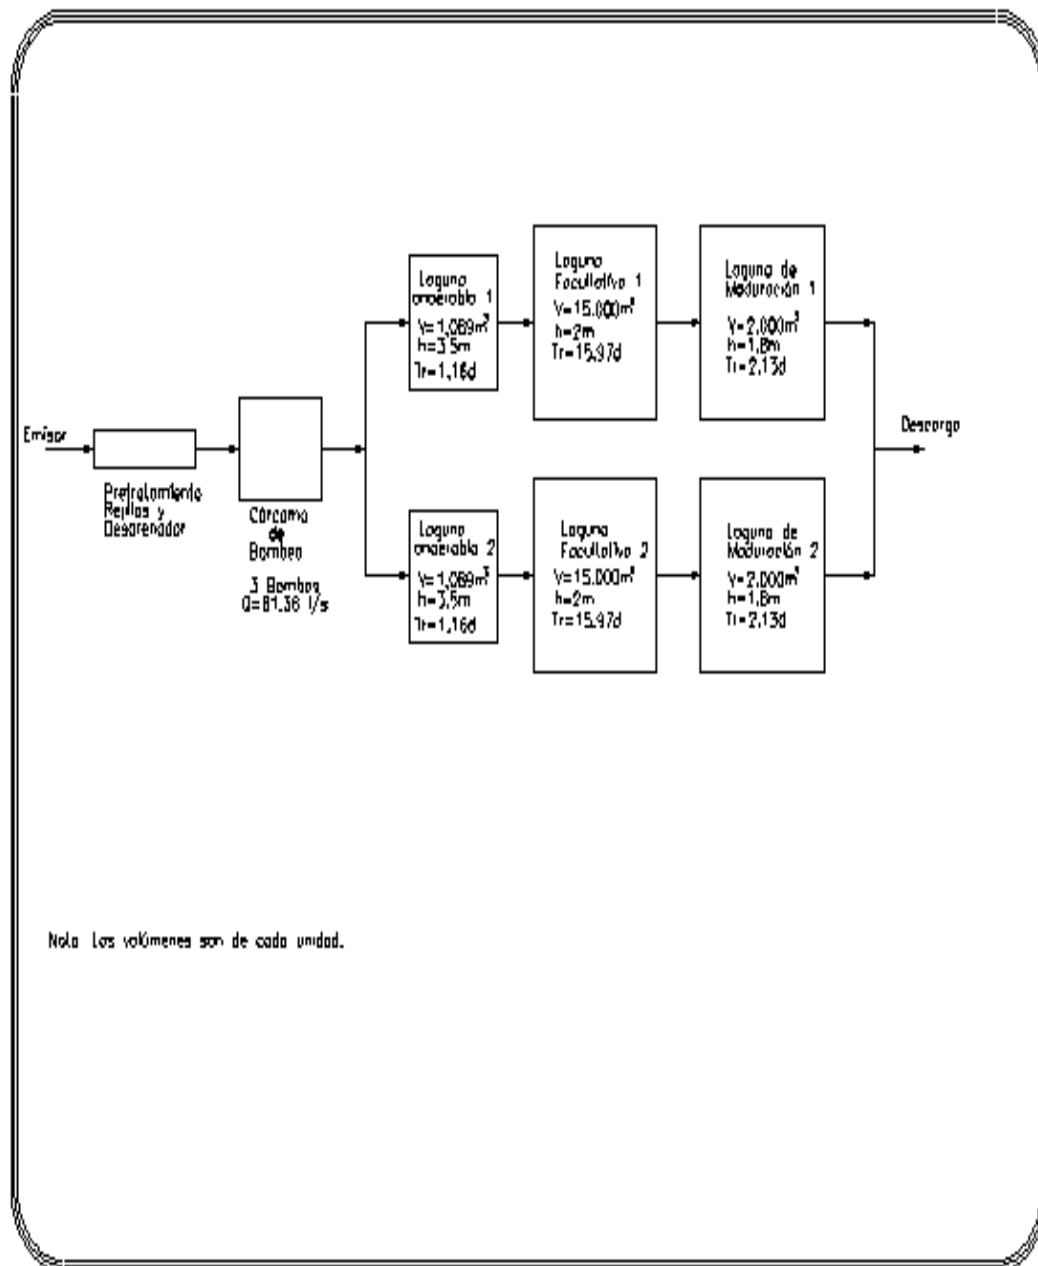 Emisor
Pretratamiento
Rejillas y
Desarenador
Cárcamo
de
Bombeo
3 Bombas
Q=81.36 l/s
Laguna
anaerobia 1
V=1,089m³
h=3.5m
Tr=1.16d
Laguna
Facultativa 1
V=15.000m³
h=2m
Tr=15.97d
Laguna de
Maduración 1
V=2.000m³
h=1.8m
Tr=2.13d
Laguna
anaerobia 2
V=1,089m³
h=3.5m
Tr=1.16d
Laguna
Facultativa 2
V=15.000m³
h=2m
Tr=15.97d
Laguna de
Maduración 2
V=2.000m³
h=1.8m
Tr=2.13d
Descarga
Nota Los volúmenes son de cada unidad.